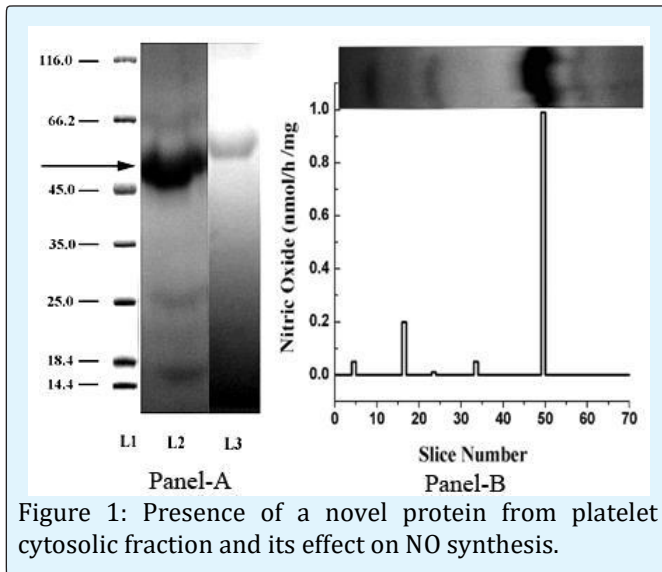 116.0
66.2
45.0
35.0
25.0
18.4
14.4
L1 L2 L3
Panel-A
Nitric Oxide (nmol/h /mg)
1.0
0.8
0.6
0.4
0.2
0.0
0 10 20 30 40 50 60 70
Slice Number
Panel-B
Figure 1: Presence of a novel protein from platelet
cytosolic fraction and its effect on NO synthesis.